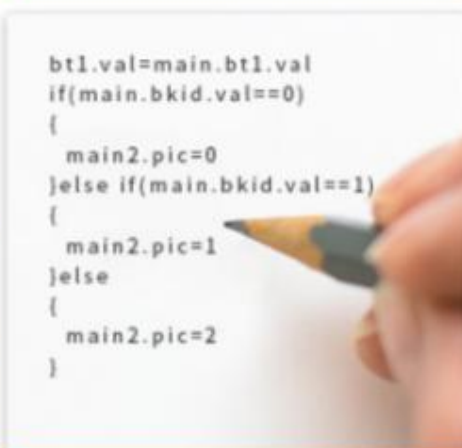 bt1.val=main.bt1.val
if(main.bkid.val==0)
{
main2.pic=0
}else if(main.bkid.val==1)
{
main2.pic=1
}else
{
main2.pic=2
}